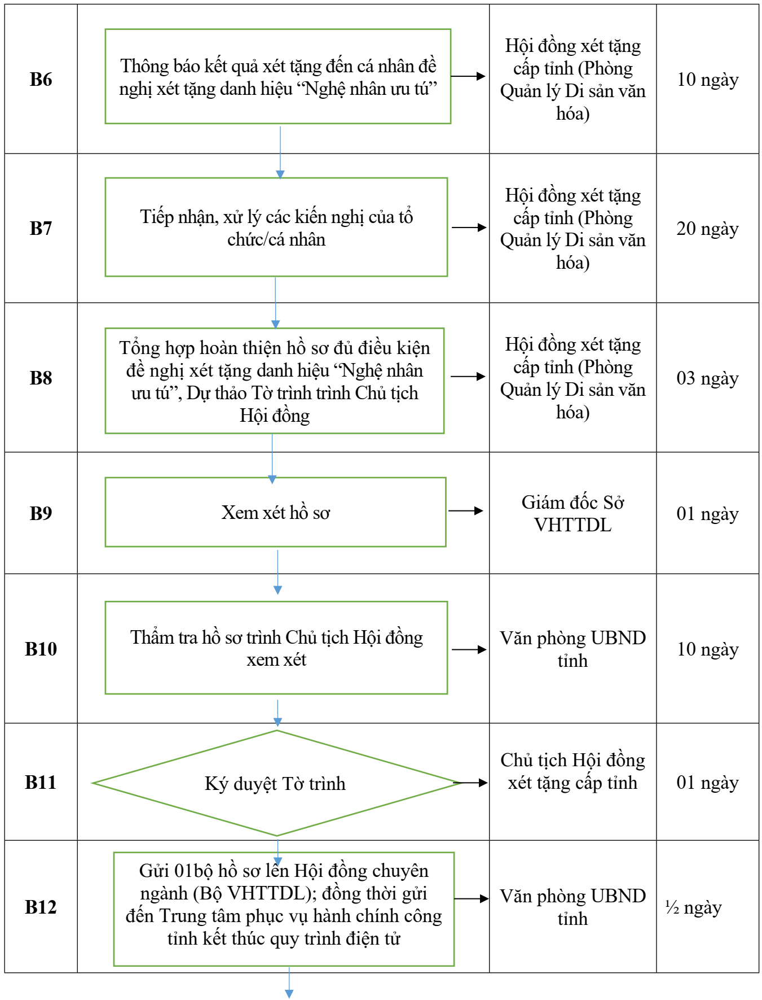 B6
Thông báo kết quả xét tặng đến cá nhân đề
nghị xét tặng danh hiệu “Nghệ nhân ưu tú”
Hội đồng xét tặng
cấp tỉnh (Phòng
Quản lý Di sản văn
hóa)
10 ngày
B7
Tiếp nhận, xử lý các kiến nghị của tổ
chức/cá nhân
Hội đồng xét tặng
cấp tỉnh (Phòng
Quản lý Di sản văn
hóa)
20 ngày
B8
Tổng hợp hoàn thiện hồ sơ đủ điều kiện
đề nghị xét tặng danh hiệu “Nghệ nhân
ưu tú”, Dự thảo Tờ trình trình Chủ tịch
Hội đồng
Hội đồng xét tặng
cấp tỉnh (Phòng
Quản lý Di sản văn
hóa)
03 ngày
B9
Xem xét hồ sơ
Giám đốc Sở
VHTTDL
01 ngày
B10
Thẩm tra hồ sơ trình Chủ tịch Hội đồng
xem xét
Văn phòng UBND
tỉnh
10 ngày
B11
Ký duyệt Tờ trình
Chủ tịch Hội đồng
xét tặng cấp tỉnh
01 ngày
B12
Gửi 01bộ hồ sơ lên Hội đồng chuyên
ngành (Bộ VHTTDL); đồng thời gửi
đến Trung tâm phục vụ hành chính công
tỉnh kết thúc quy trình điện tử
Văn phòng UBND
tỉnh
½ ngày